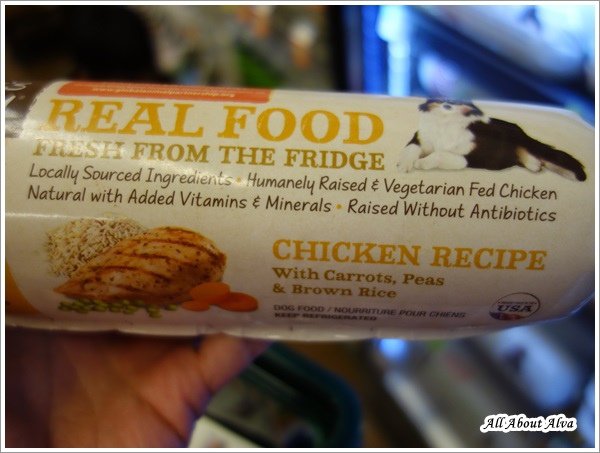 REAL FOOD
FRESH FROM THE FRIDGE
Locally Sourced Ingredients • Humanely Raised & Vegetarian Fed Chicken
Natural with Added Vitamins & Minerals • Raised Without Antibiotics
CHICKEN RECIPE
With Carrots, Peas
& Brown Rice
DOG FOOD / NOURRITURE POUR CHIENS
KEEP REFRIGERATED
USA
All About Alva